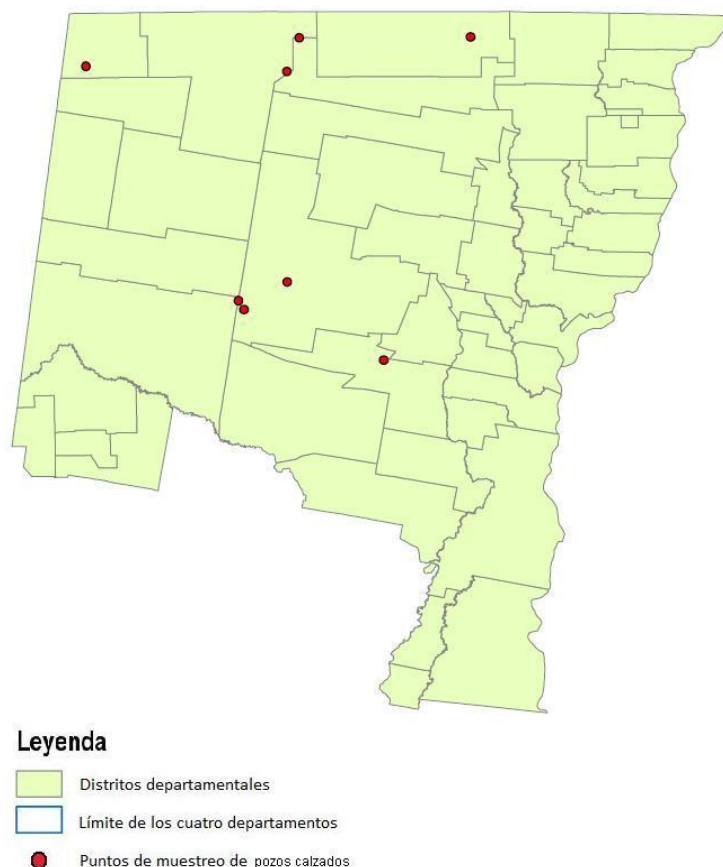 Leyenda
Distritos departamentales
Límite de los cuatro departamentos
Puntos de muestreo de pozos calzados